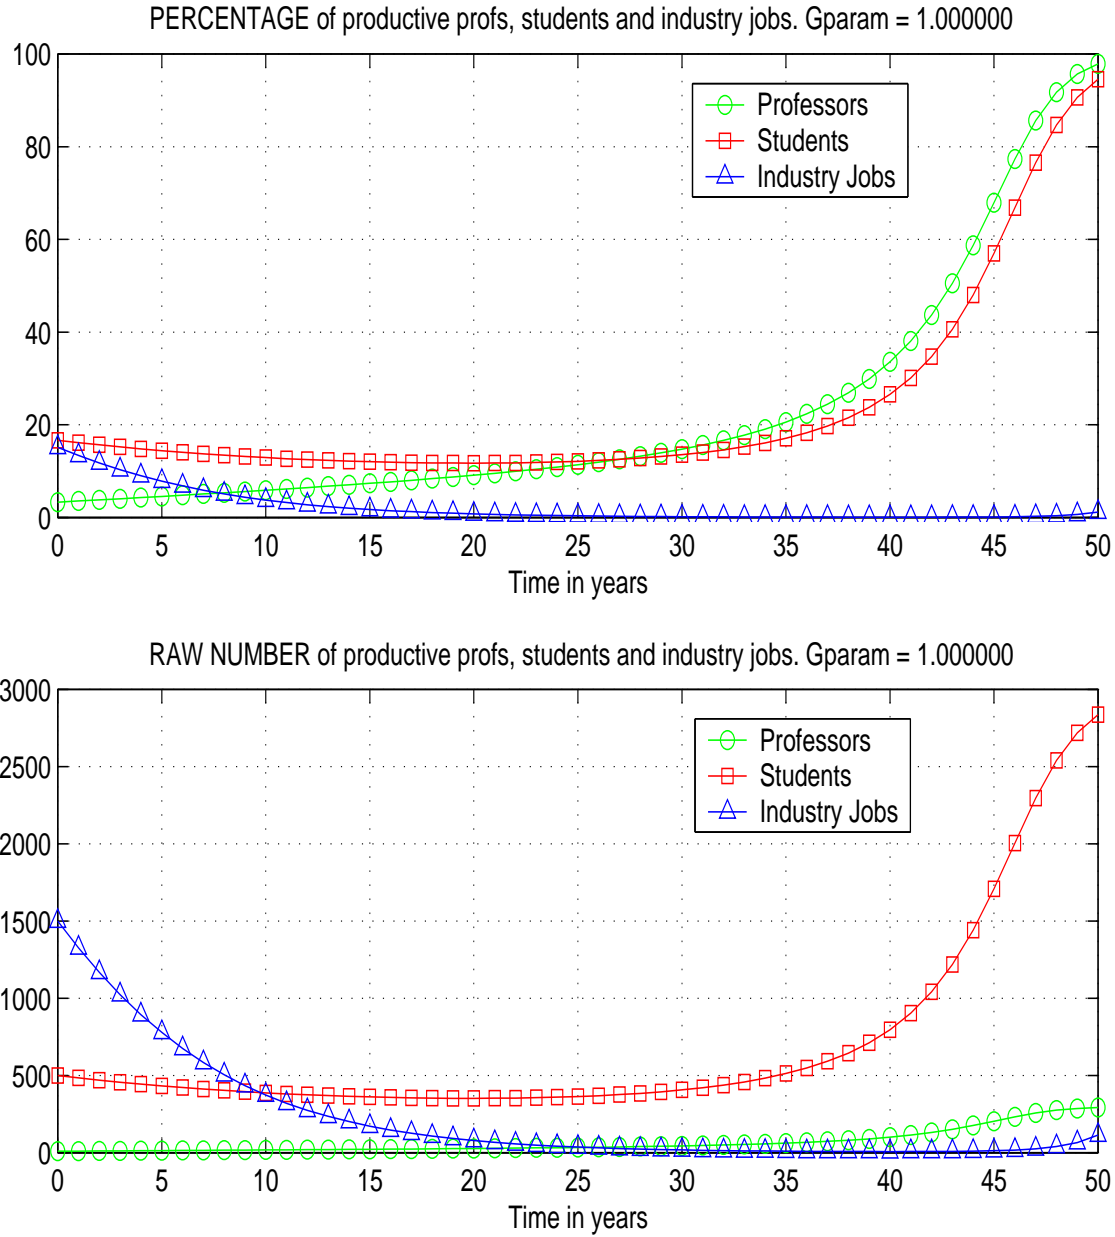 PERCENTAGE of productive profs, students and industry jobs. Gparam = 1.000000
100
80
60
40
20
0
Professors
Students
Industry Jobs
0 5 10 15 20 25 30 35 40 45 50
Time in years
RAW NUMBER of productive profs, students and industry jobs. Gparam = 1.000000
3000
2500
2000
1500
1000
500
0
Professors
Students
Industry Jobs
0 5 10 15 20 25 30 35 40 45 50
Time in years